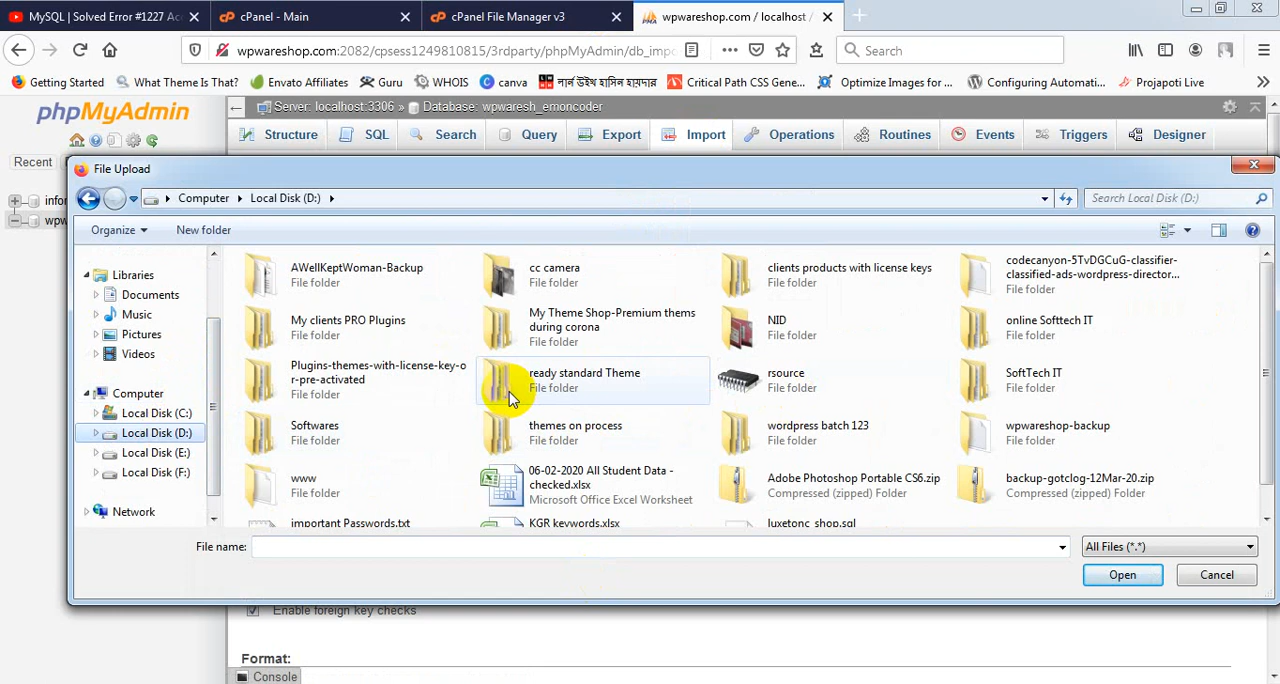 MySQL | Solved Error #1227 Ac
cPanel - Main
cPanel File Manager v3
wpwareshop.com / localhost /
wpwareshop.com:2082/cpsess1249810815/3rdparty/phpMyAdmin/db_impo
Search
Getting Started
What Theme Is That?
Envato Affiliates
Guru
WHOIS
canva
লার্ন উইথ হাসিন হায়দার
Critical Path CSS Gene...
Optimize Images for ...
Configuring Automati...
Projapoti Live
phpMyAdmin
Server: localhost:3306 » Database: wpwaresh_emoncoder
Structure
SQL
Search
Query
Export
Import
Operations
Routines
Events
Triggers
Designer
Recent
infor
wpw
File Upload
Computer
Local Disk (D:)
Search Local Disk (D:)
Organize
New folder
Libraries
Documents
Music
Pictures
Videos
Computer
Local Disk (C:)
Local Disk (D:)
Local Disk (E:)
Local Disk (F:)
Network
AWellKeptWoman-Backup
File folder
cc camera
File folder
clients products with license keys
File folder
codecanyon-5TvDGCuG-classifier-
classified-ads-wordpress-director...
File folder
My clients PRO Plugins
File folder
My Theme Shop-Premium thems
during corona
File folder
NID
File folder
online Softtech IT
File folder
Plugins-themes-with-license-key-o
r-pre-activated
File folder
ready standard Theme
File folder
rsource
File folder
SoftTech IT
File folder
Softwares
File folder
themes on process
File folder
wordpress batch 123
File folder
wpwareshop-backup
File folder
www
File folder
06-02-2020 All Student Data -
checked.xlsx
Microsoft Office Excel Worksheet
Adobe Photoshop Portable CS6.zip
Compressed (zipped) Folder
backup-gotclog-12Mar-20.zip
Compressed (zipped) Folder
important Passwords.txt
KGR keywords.xlsx
luxetonc_shop.sql
File name:
All Files (*.*)
Open
Cancel
Enable foreign key checks
Format:
Console